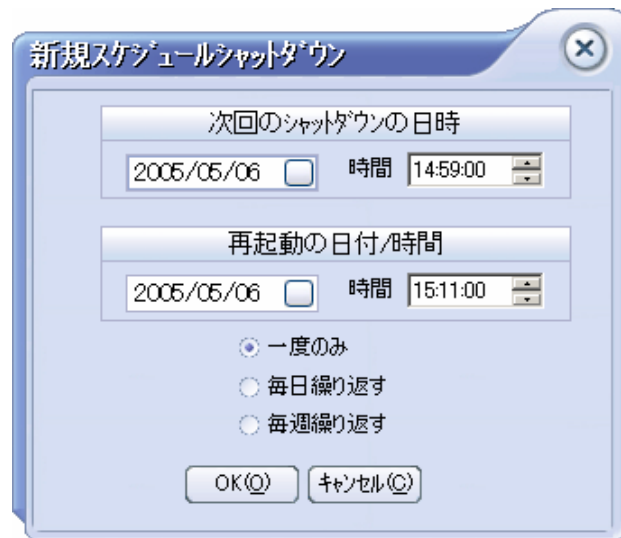 新規ｽｹｼﾞｭｰﾙｼｬｯﾄﾀﾞｳﾝ
次回のｼｬｯﾄﾀﾞｳﾝの日時
2005/05/06 時間 14:59:00
再起動の日付/時間
2005/05/06 時間 15:11:00
一度のみ
毎日繰り返す
毎週繰り返す
OK(O) ｷｬﾝｾﾙ(C)